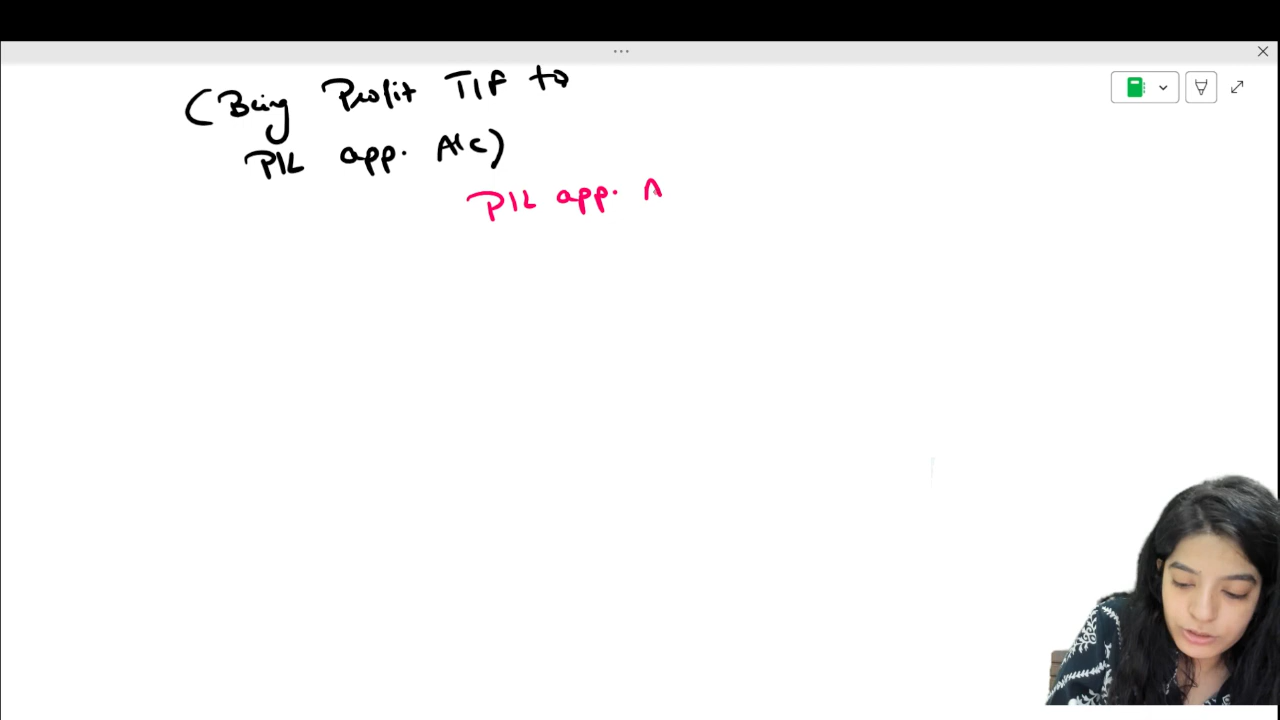 (Being Profit T/F to
P/L app. A/c)
P/L app. A